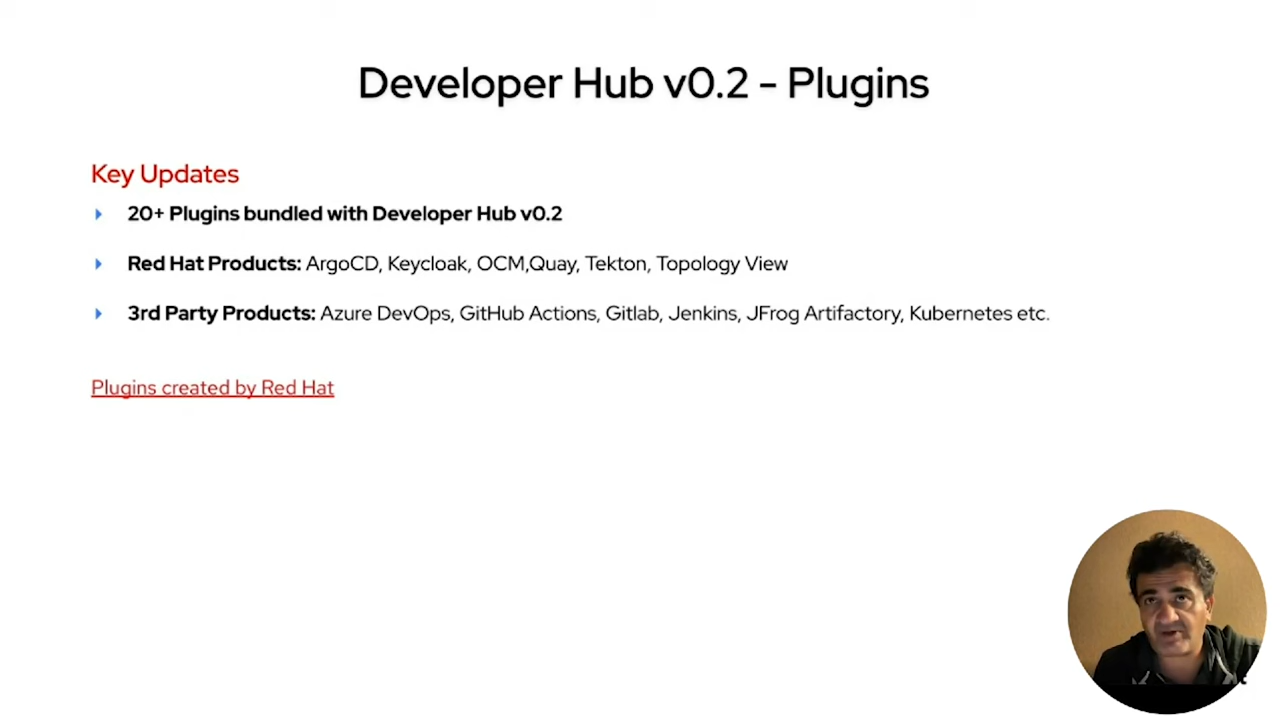 Developer Hub v0.2 - Plugins
Key Updates
20+ Plugins bundled with Developer Hub v0.2
Red Hat Products: ArgoCD, Keycloak, OCM,Quay, Tekton, Topology View
3rd Party Products: Azure DevOps, GitHub Actions, Gitlab, Jenkins, JFrog Artifactory, Kubernetes etc.
Plugins created by Red Hat